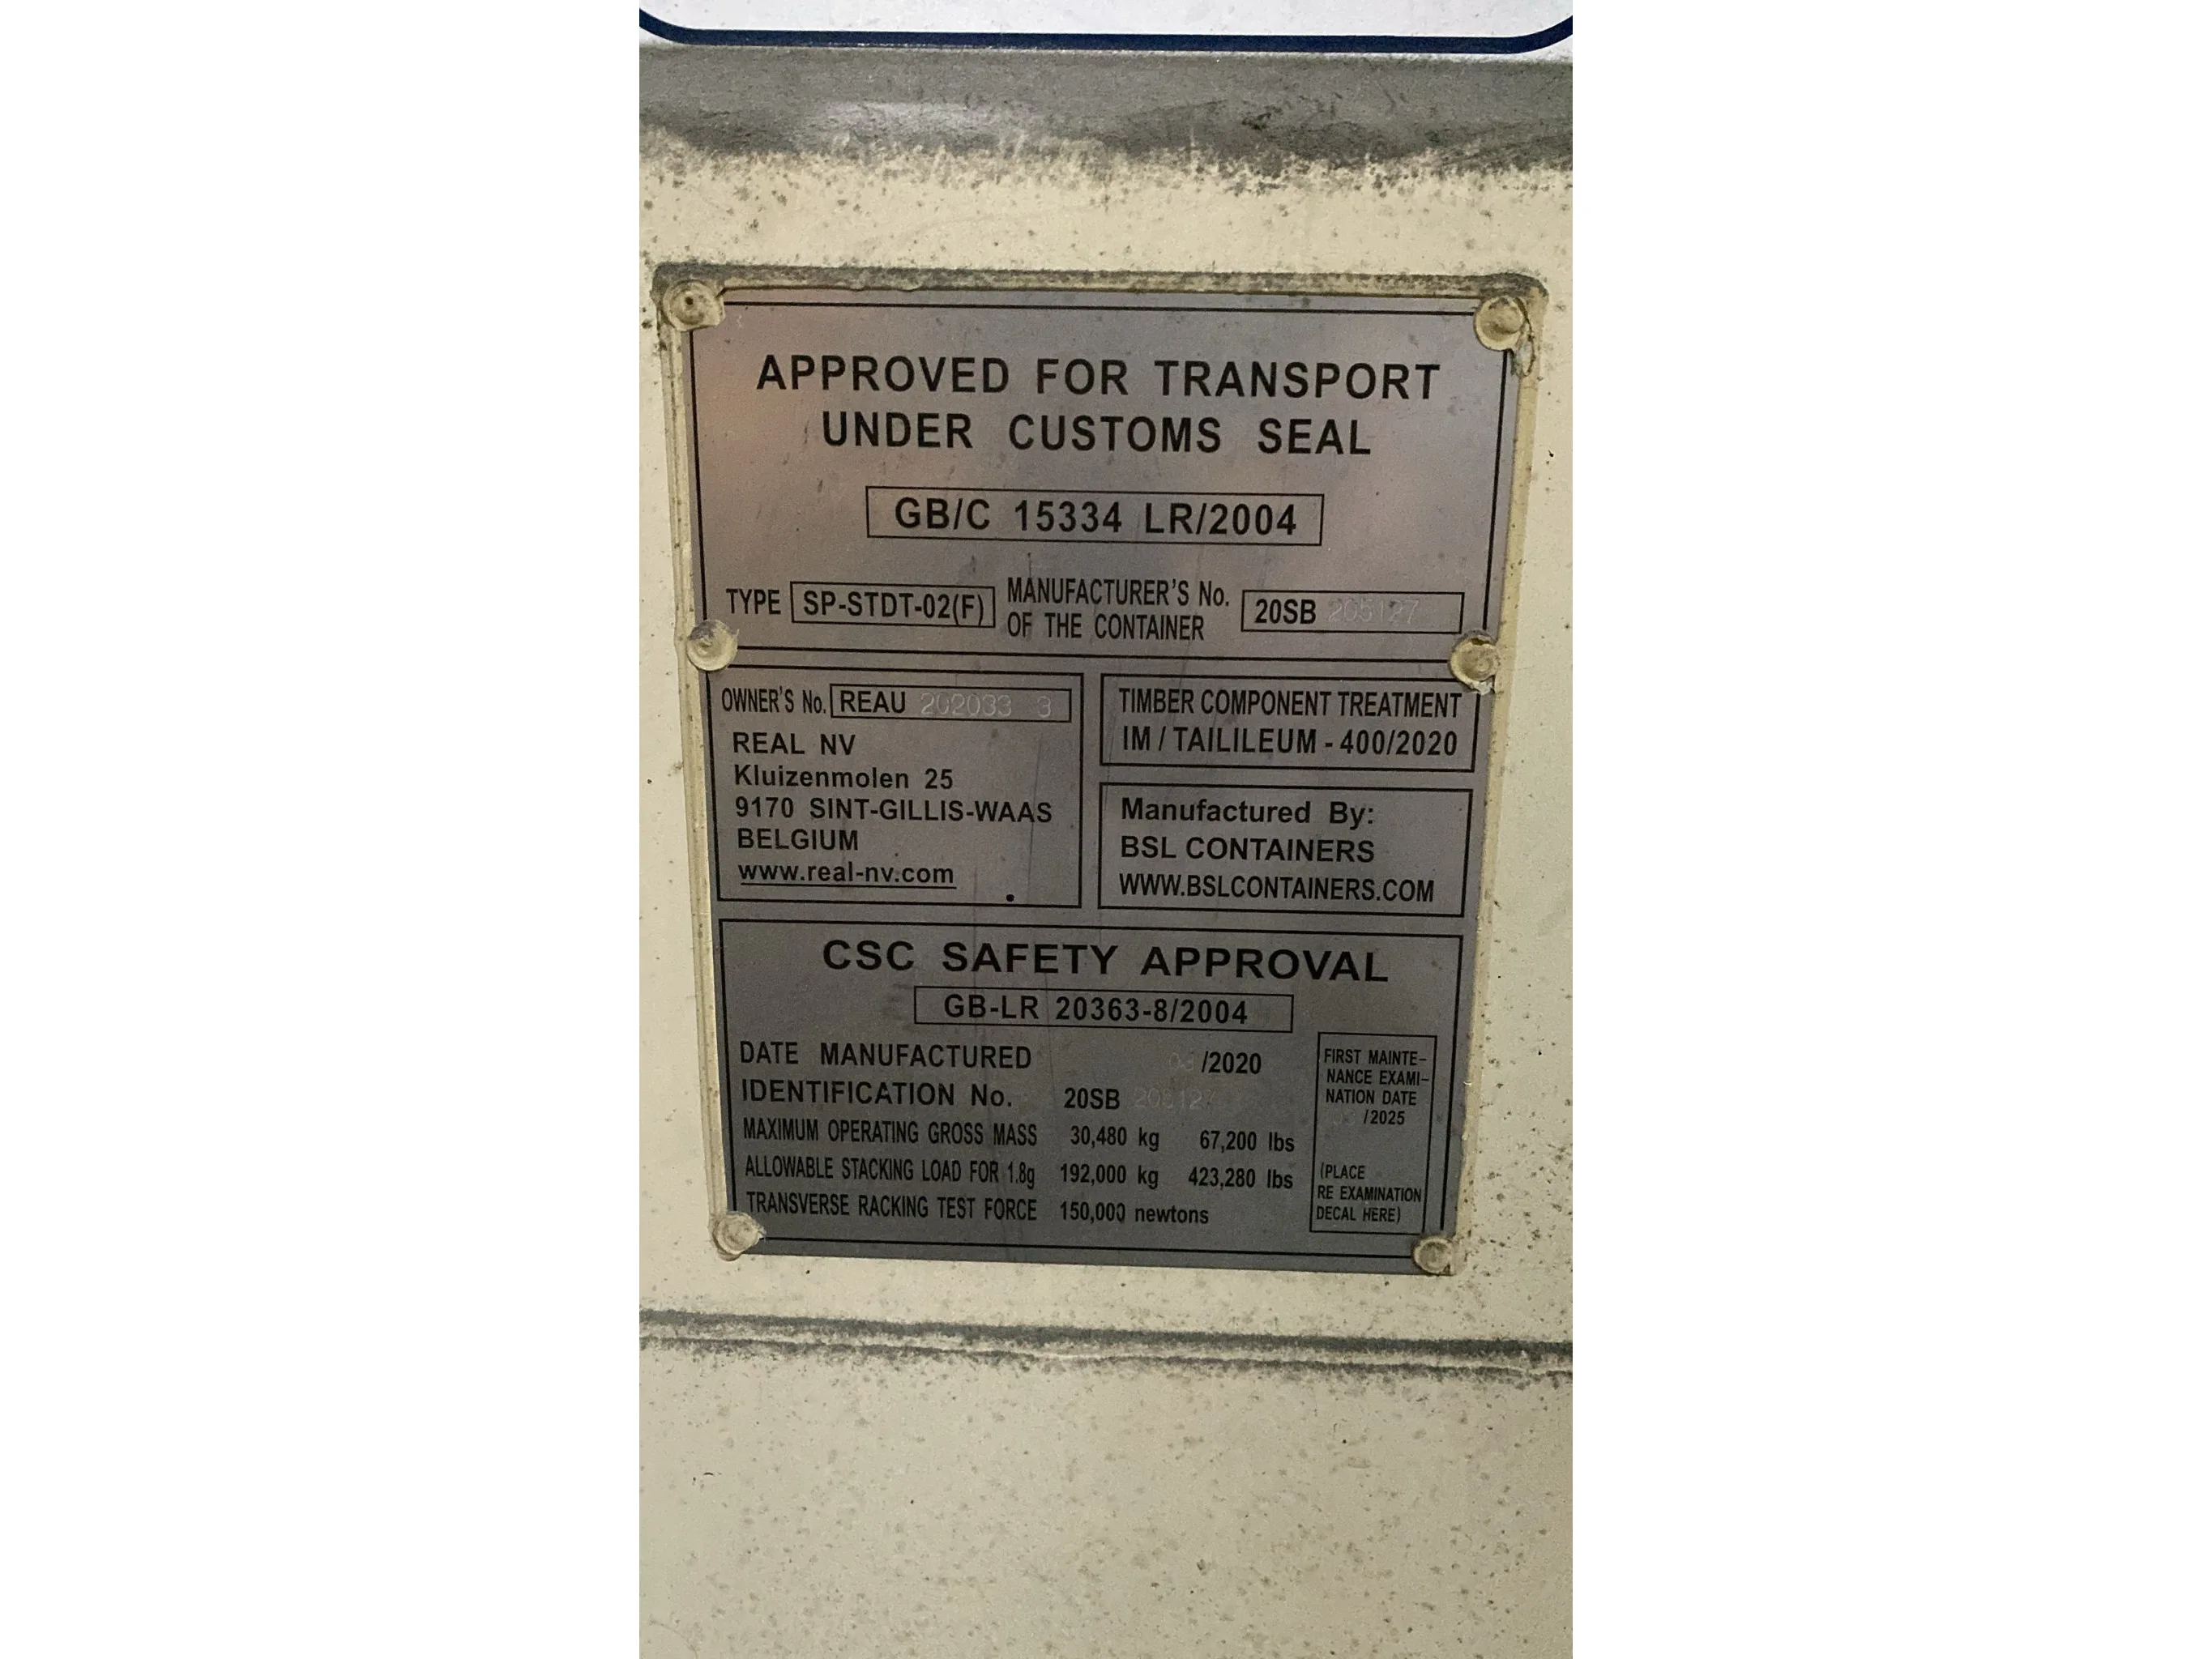 APPROVED FOR TRANSPORT
UNDER CUSTOMS SEAL
GB/C 15334 LR/2004
TYPE SP-STDT-02(F) MANUFACTURER'S No. OF THE CONTAINER 20SB 205127
OWNER'S No. REAU 202033 3
REAL NV
Kluizenmolen 25
9170 SINT-GILLIS-WAAS
BELGIUM
www.real-nv.com
TIMBER COMPONENT TREATMENT
IM / TAILILEUM - 400/2020
Manufactured By:
BSL CONTAINERS
WWW.BSLCONTAINERS.COM
CSC SAFETY APPROVAL
GB-LR 20363-8/2004
DATE MANUFACTURED /2020
IDENTIFICATION No. 20SB
MAXIMUM OPERATING GROSS MASS 30,480 kg 67,200 lbs
ALLOWABLE STACKING LOAD FOR 1.8g 192,000 kg 423,280 lbs
TRANSVERSE RACKING TEST FORCE 150,000 newtons
FIRST MAINTE-
NANCE EXAMI-
NATION DATE
/2025
(PLACE
RE EXAMINATION
DECAL HERE)